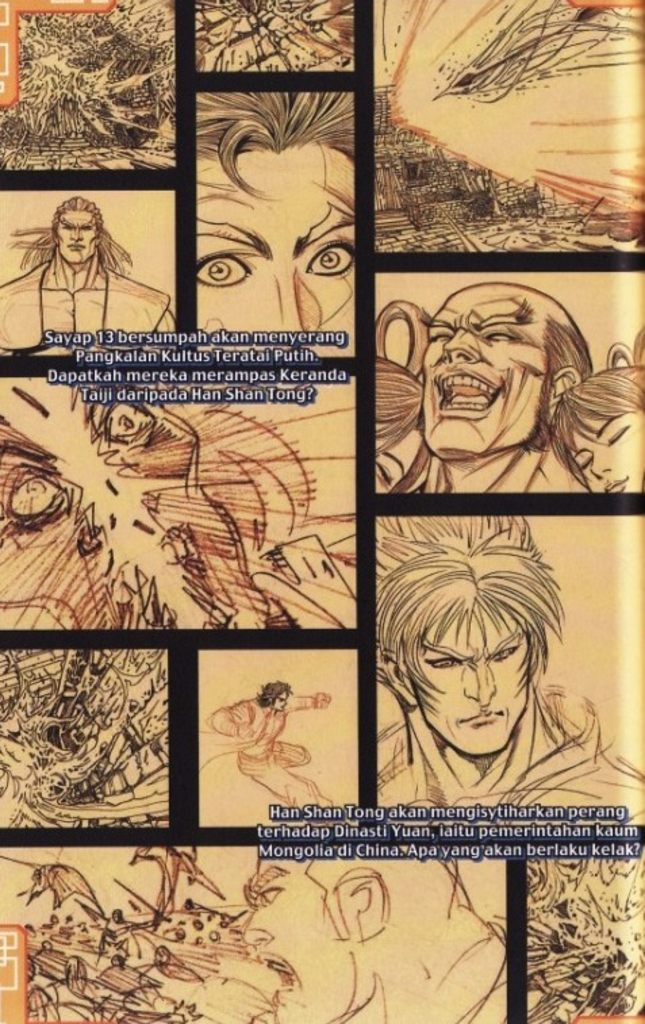 Sayap 13 bersumpah akan menyerang
Pangkalan Kultus Teratai Putih.
Dapatkah mereka merampas Keranda
Taiji daripada Han Shan Tong?
Han Shan Tong akan mengisytiharkan perang
terhadap Dinasti Yuan, iaitu pemerintahan kaum
Mongolia di China. Apa yang akan berlaku kelak?